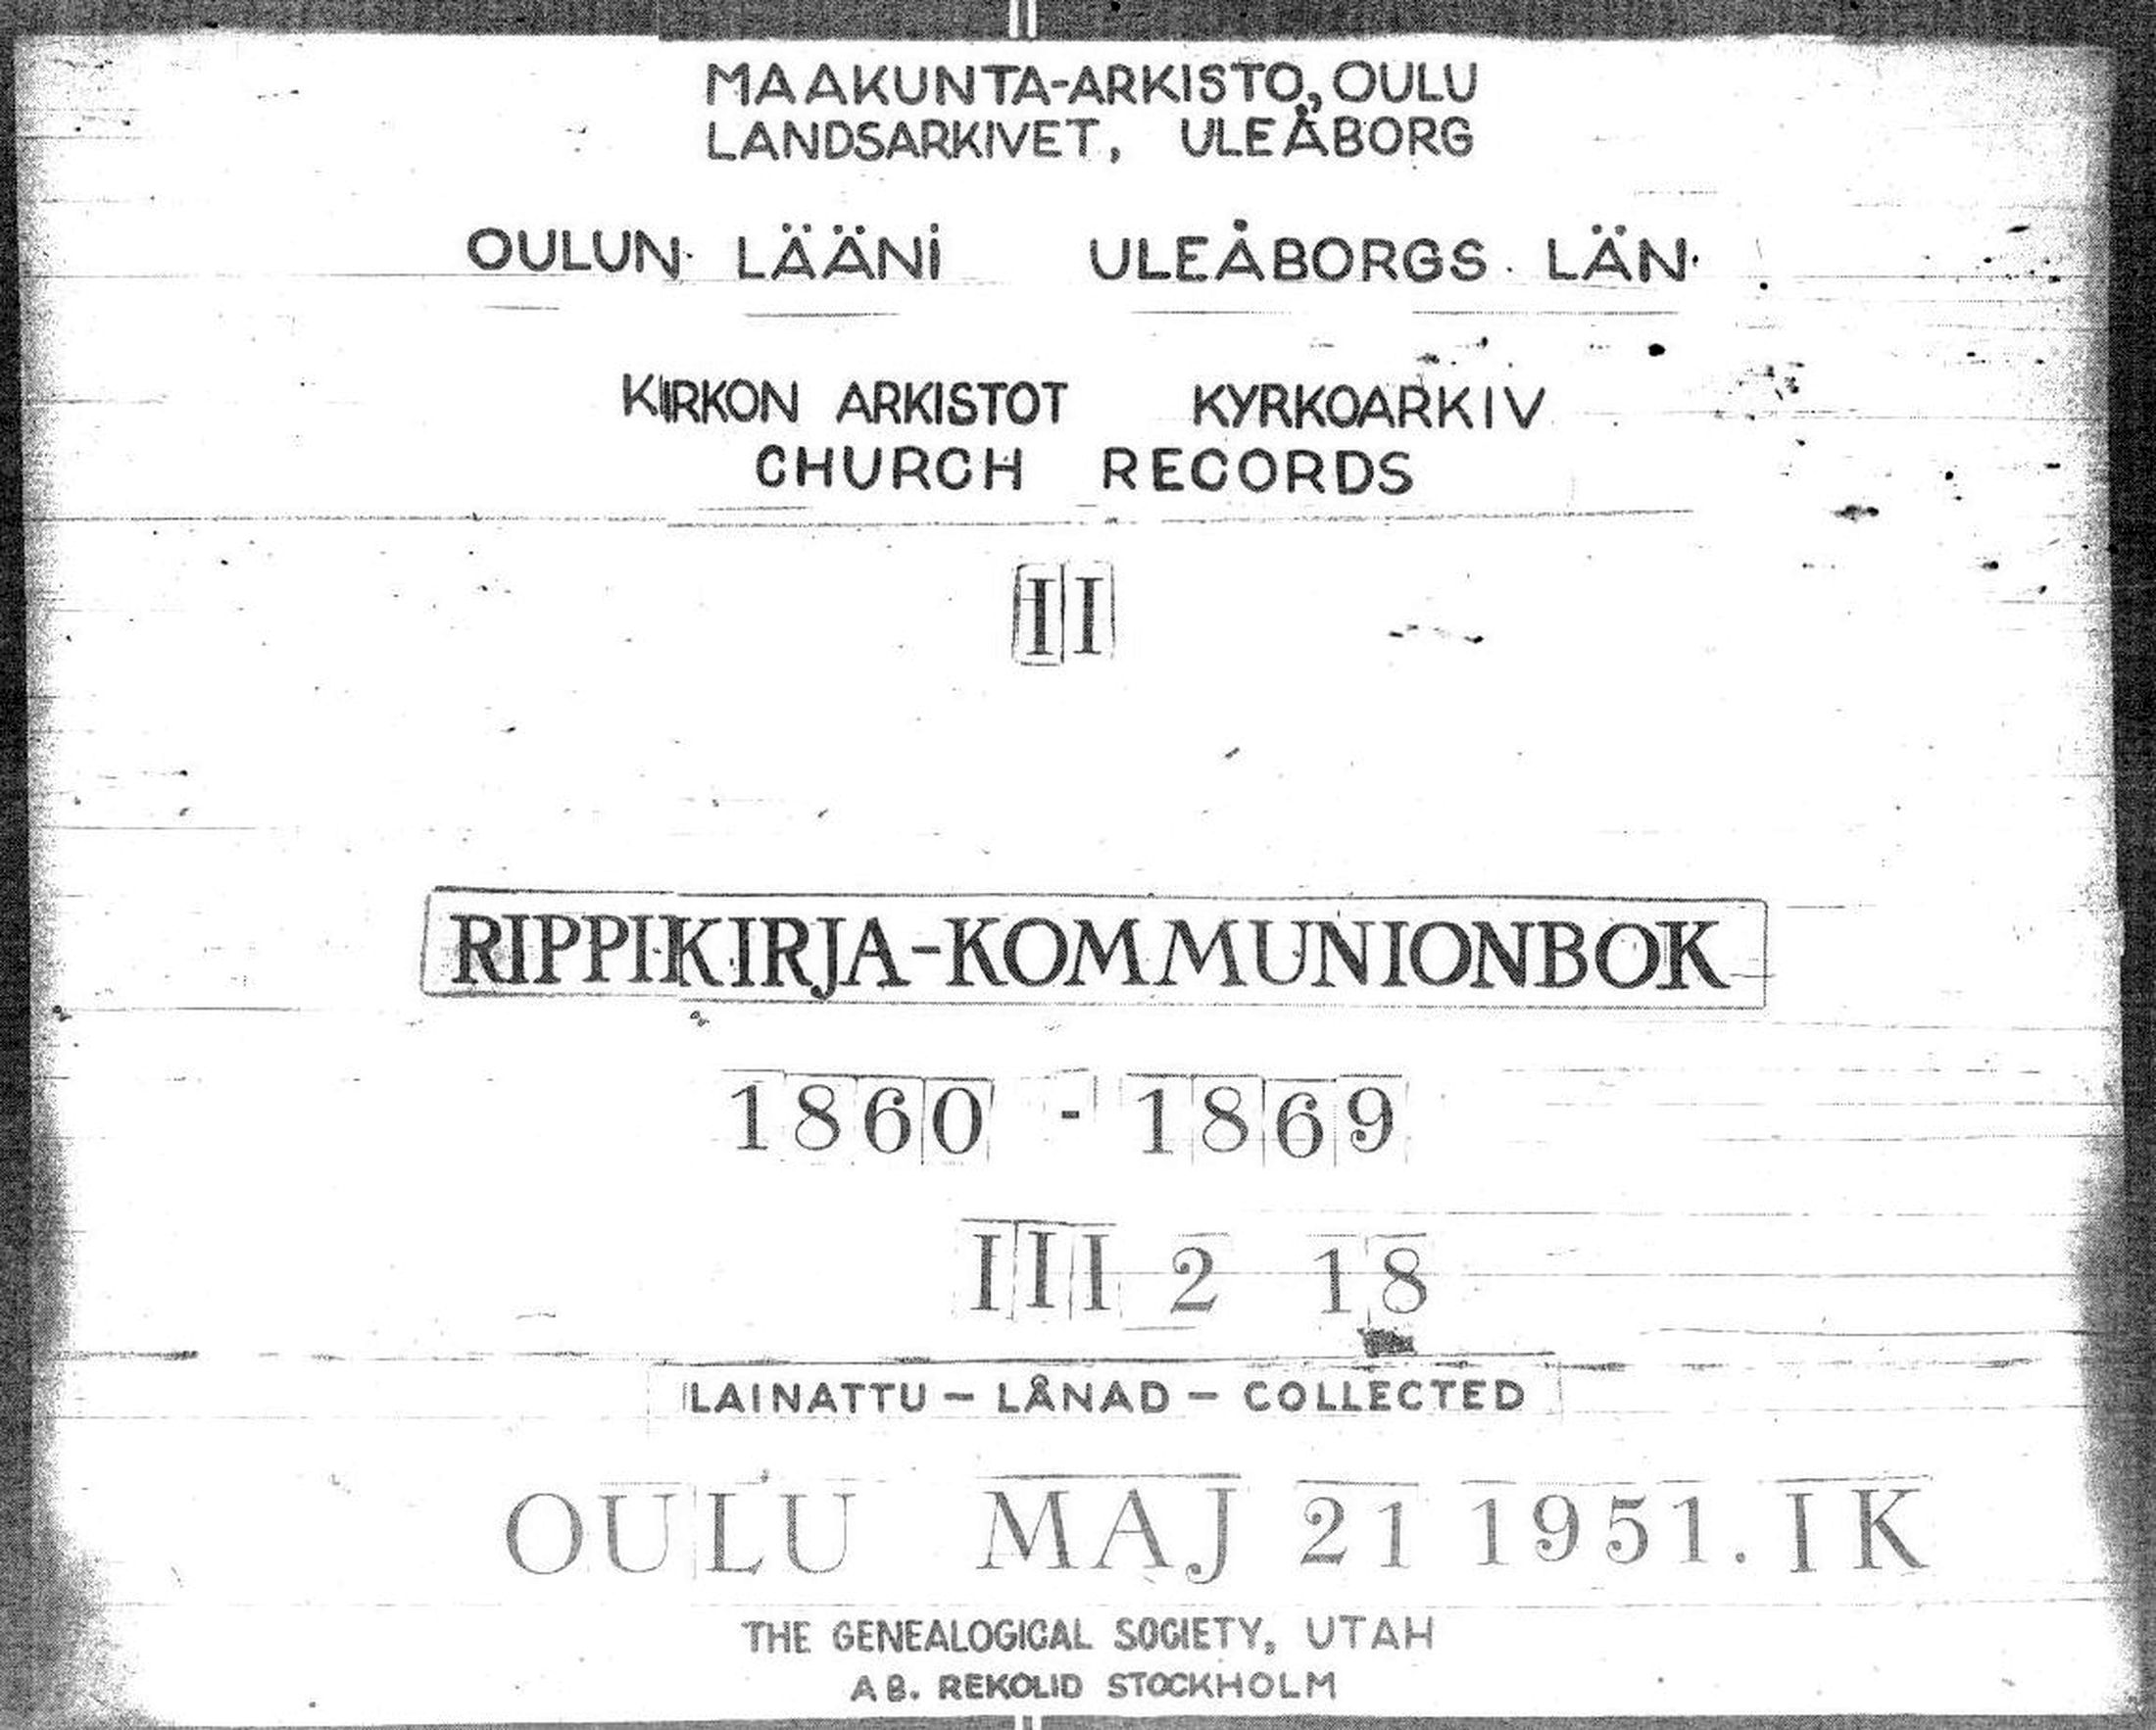 MAAKUNTA-ARKISTO, OULU
LANDSARKIVET, ULEÅBORG
OULUN LÄÄNI ULEÅBORGS LÄN
KIRKON ARKISTOT KYRKOARKIV
CHURCH RECORDS
II
RIPPIKIRJA-KOMMUNIONBOK
1860 - 1869
III 2 18
LAINATTU - LÅNAD - COLLECTED
OULU MAJ 21 1951. IK
THE GENEALOGICAL SOCIETY, UTAH
AB. REKOLID STOCKHOLM